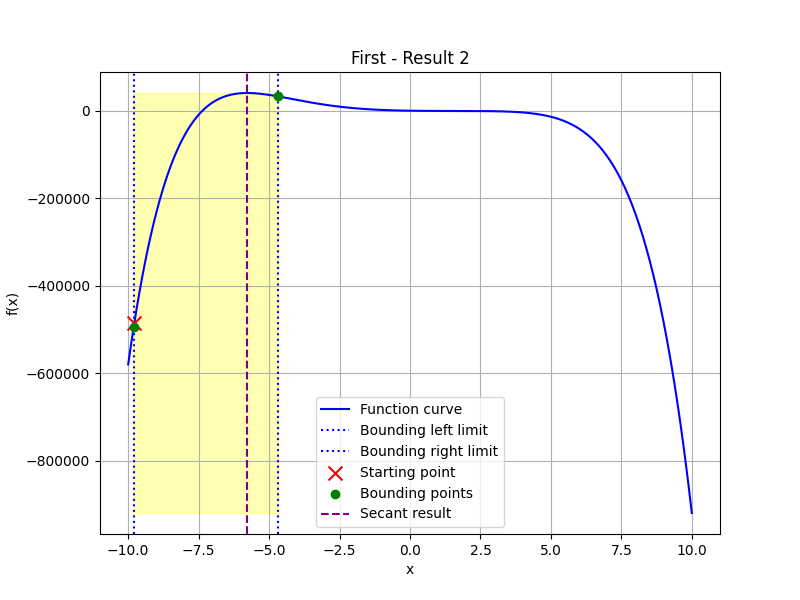 First - Result 2
f(x)
0
−200000
−400000
−600000
−800000
Function curve
Bounding left limit
Bounding right limit
Starting point
Bounding points
Secant result
−10.0 −7.5 −5.0 −2.5 0.0 2.5 5.0 7.5 10.0
x